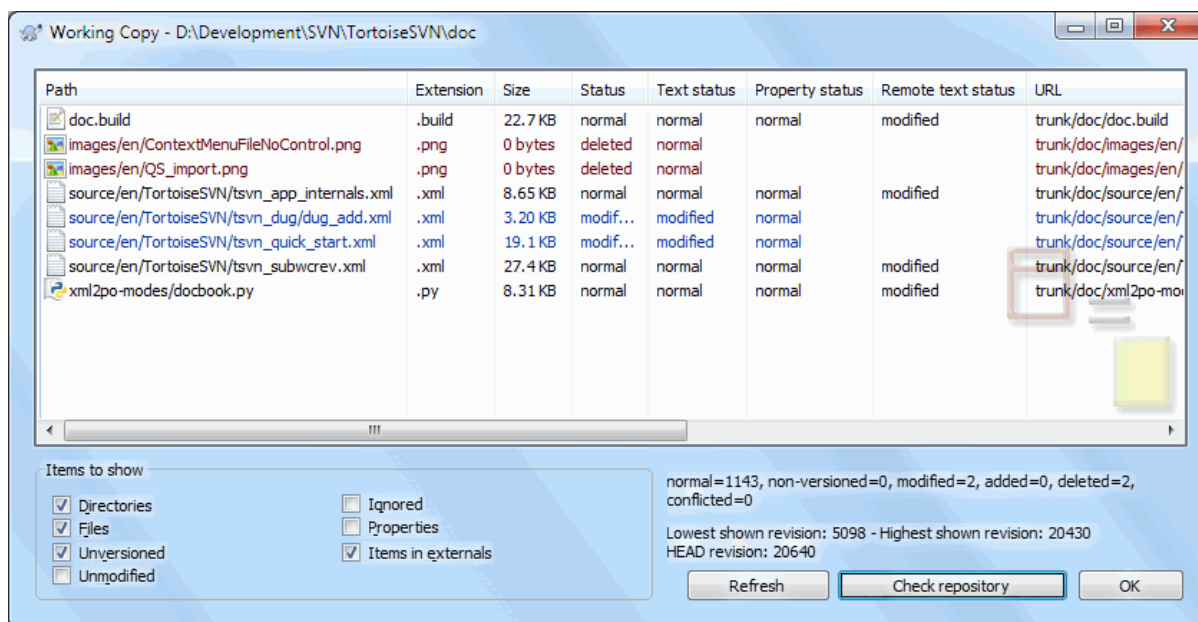 Working Copy - D:\Development\SVN\TortoiseSVN\doc
Path Extension Size Status Text status Property status Remote text status URL
doc.build .build 22.7 KB normal normal normal modified trunk/doc/doc.build
images/en/ContextMenuFileNoControl.png .png 0 bytes deleted normal trunk/doc/images/en/
images/en/QS_import.png .png 0 bytes deleted normal trunk/doc/images/en/
source/en/TortoiseSVN/tsvn_app_internals.xml .xml 8.65 KB normal normal normal modified trunk/doc/source/en/
source/en/TortoiseSVN/tsvn_dug/dug_add.xml .xml 3.20 KB modif... modified normal trunk/doc/source/en/
source/en/TortoiseSVN/tsvn_quick_start.xml .xml 19.1 KB modif... modified normal trunk/doc/source/en/
source/en/TortoiseSVN/tsvn_subwcrev.xml .xml 27.4 KB normal normal normal modified trunk/doc/source/en/
xml2po-modes/docbook.py .py 8.31 KB normal normal normal modified trunk/doc/xml2po-mo
Items to show
Directories Ignored
Files Properties
Unversioned Items in externals
Unmodified
normal=1143, non-versioned=0, modified=2, added=0, deleted=2,
conflicted=0
Lowest shown revision: 5098 - Highest shown revision: 20430
HEAD revision: 20640
Refresh Check repository OK